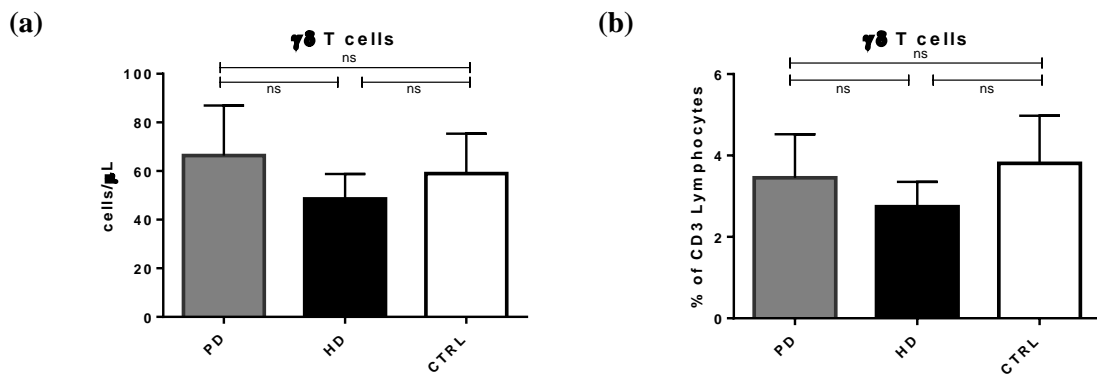 (a)
γδ T cells
ns
ns
ns
100
80
60
40
20
0
cells/μL
PD
HD
CTRL
(b)
γδ T cells
ns
ns
ns
6
4
2
0
% of CD3 Lymphocytes
PD
HD
CTRL